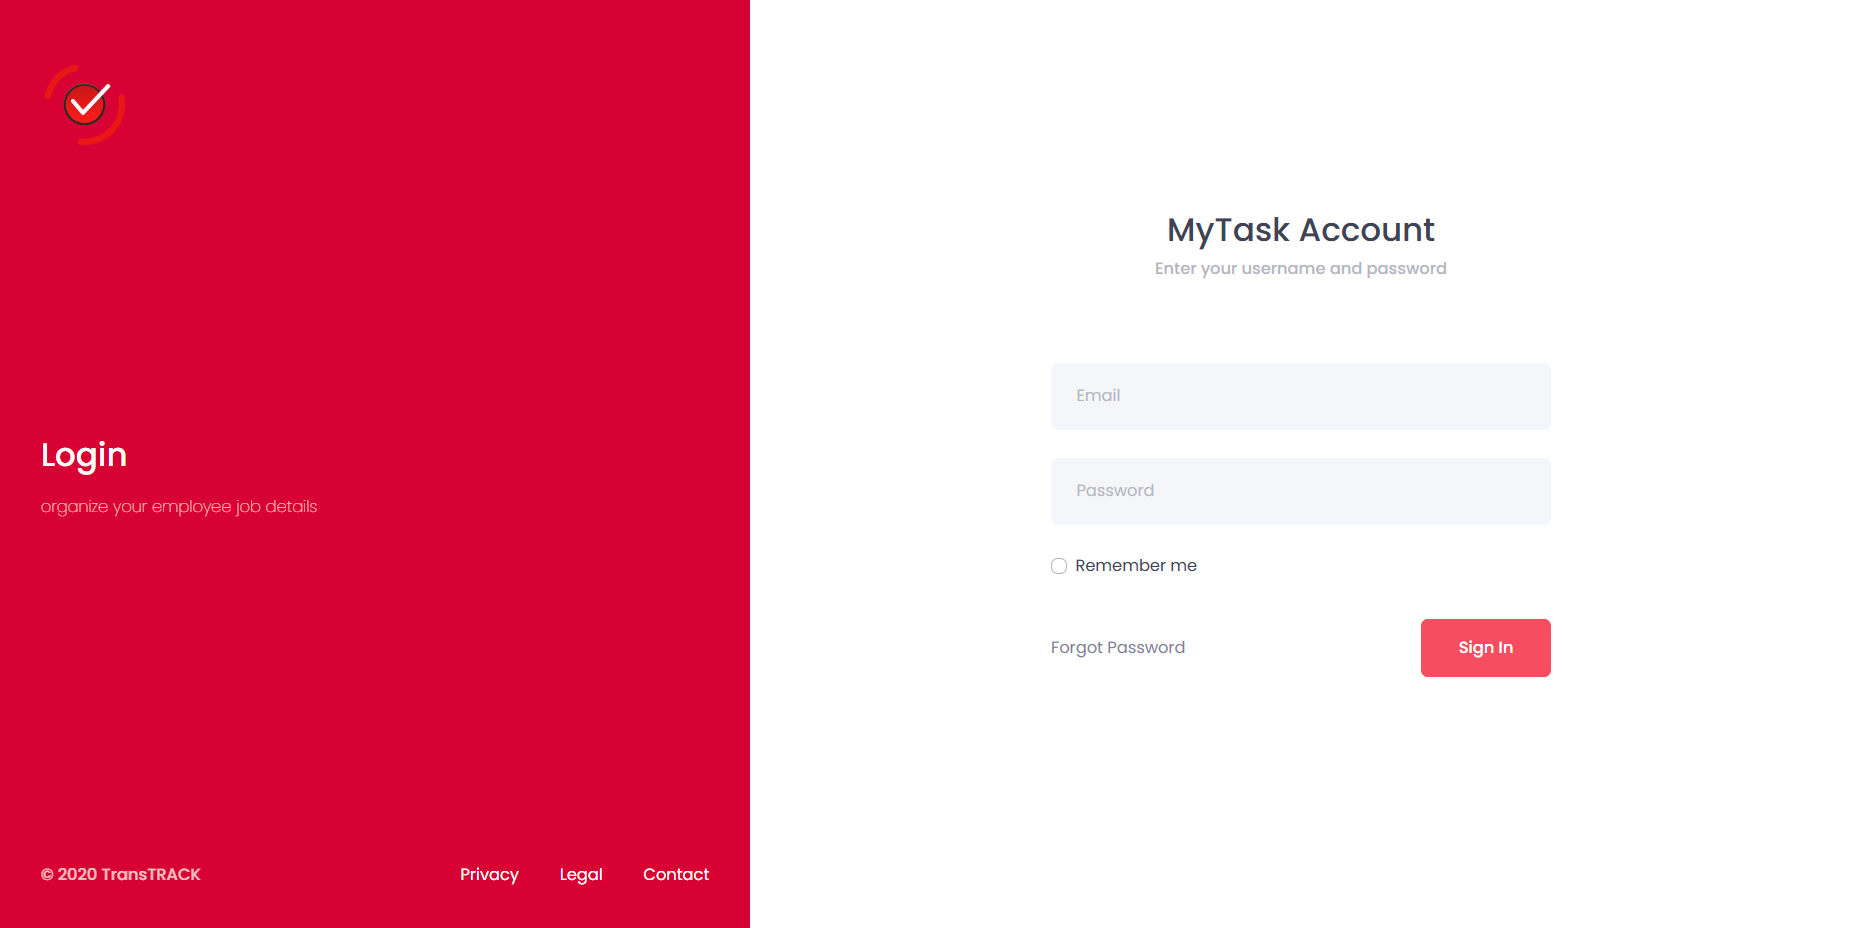 Login
organize your employee job details
© 2020 TransTRACK
Privacy Legal Contact
MyTask Account
Enter your username and password
Email
Password
Remember me
Forgot Password
Sign In